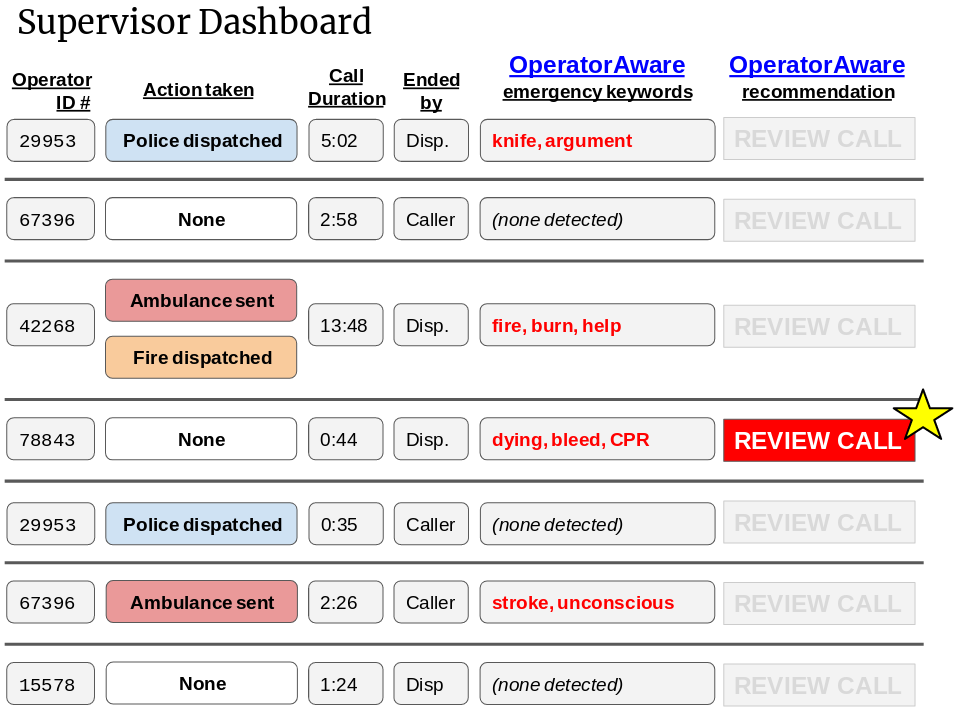 Supervisor Dashboard
Operator ID #
Action taken
Call Duration
Ended by
OperatorAware emergency keywords
OperatorAware recommendation
29953 Police dispatched 5:02 Disp. knife, argument REVIEW CALL
67396 None 2:58 Caller (none detected) REVIEW CALL
Ambulance sent
42268 13:48 Disp. fire, burn, help REVIEW CALL
Fire dispatched
78843 None 0:44 Disp. dying, bleed, CPR REVIEW CALL
29953 Police dispatched 0:35 Caller (none detected) REVIEW CALL
67396 Ambulance sent 2:26 Caller stroke, unconscious REVIEW CALL
15578 None 1:24 Disp (none detected) REVIEW CALL